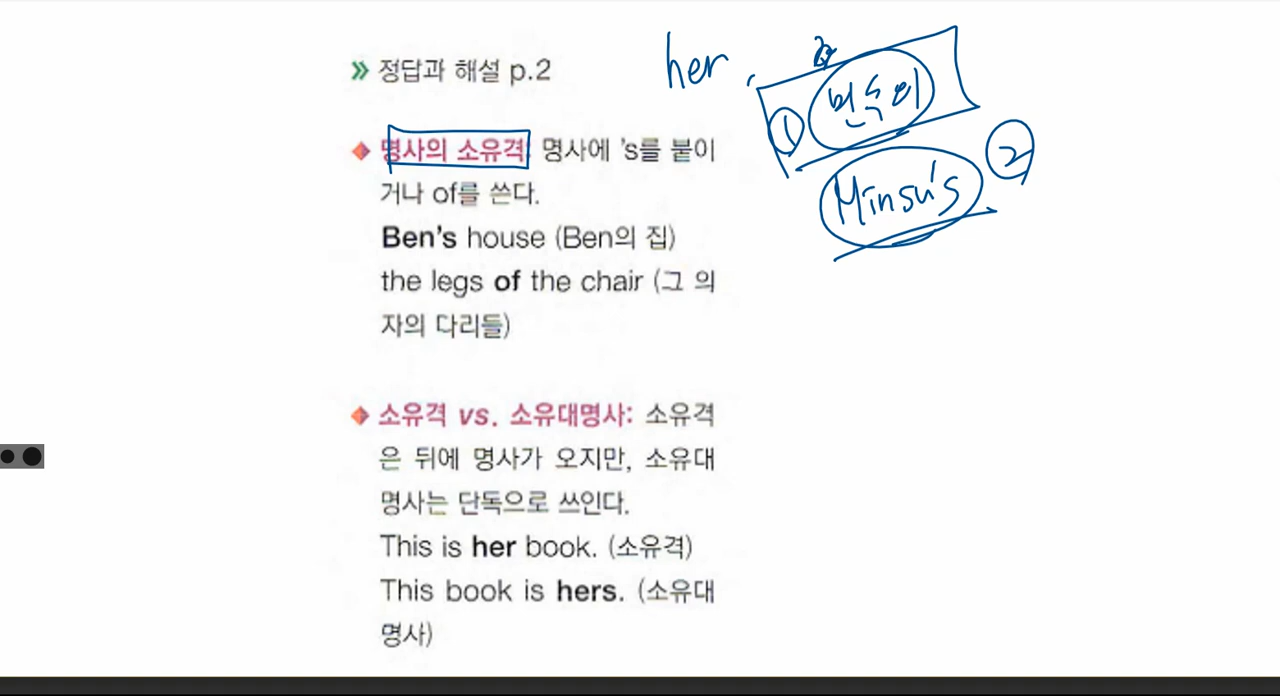 » 정답과 해설 p.2
her
① 민수의
② Minsu's
◆ 명사의 소유격: 명사에 's를 붙이
거나 of를 쓴다.
Ben's house (Ben의 집)
the legs of the chair (그 의
자의 다리들)
◆ 소유격 vs. 소유대명사: 소유격
은 뒤에 명사가 오지만, 소유대
명사는 단독으로 쓰인다.
This is her book. (소유격)
This book is hers. (소유대
명사)